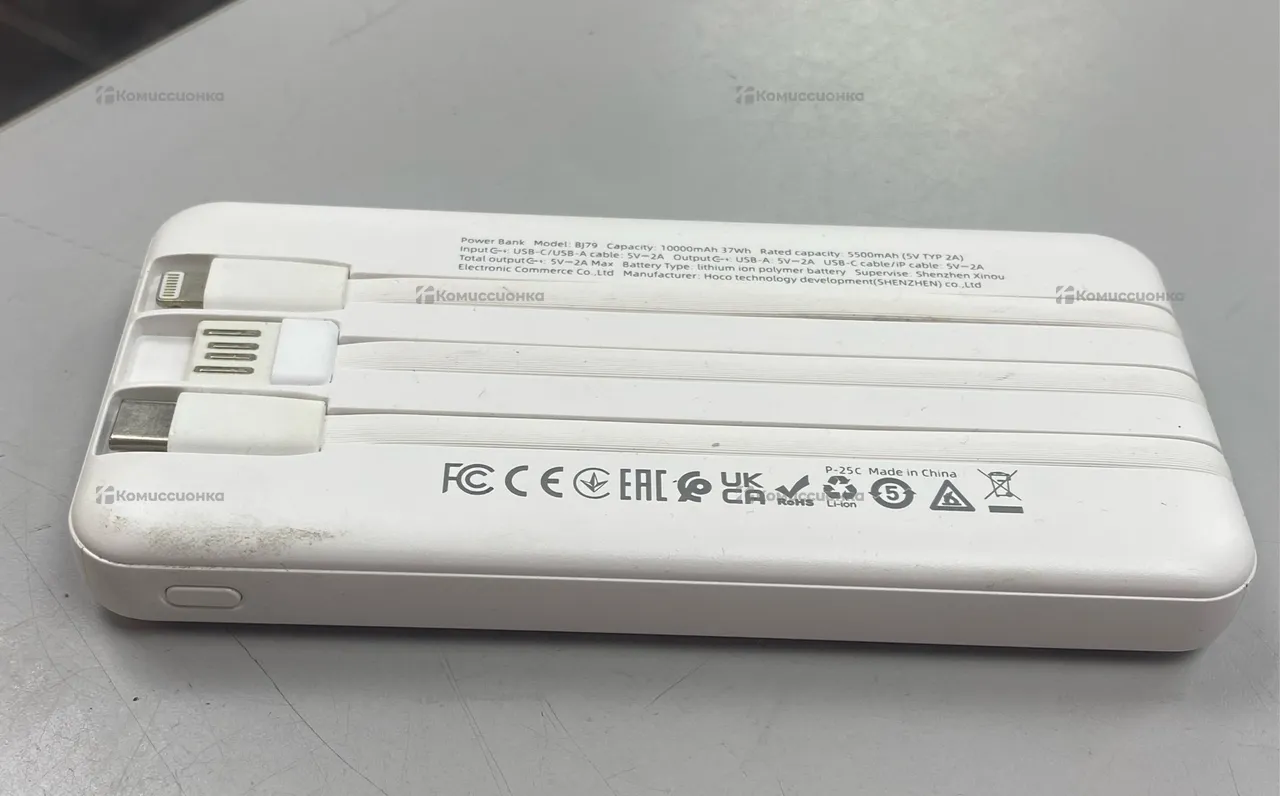 Комиссионка Комиссионка
Power Bank Model: BJ79 Capacity: 10000mAh 37Wh Rated capacity: 5500mAh (5V TYP 2A)
Input: USB-C/USB-A cable: 5V⎓2A Output: USB-A: 5V⎓2A USB-C cable/iP cable: 5V⎓2A
Total output: 5V⎓2A Max Battery Type: lithium ion polymer battery Supervise: Shenzhen Xinou
Electronic Commerce Co.,Ltd Manufacturer: Hoco technology development(SHENZHEN) co.,Ltd
Комиссионка Комиссионка
P-25C Made in China
FC CE EAC UK CA RoHS Li-ion 5
Комиссионка Комиссионка